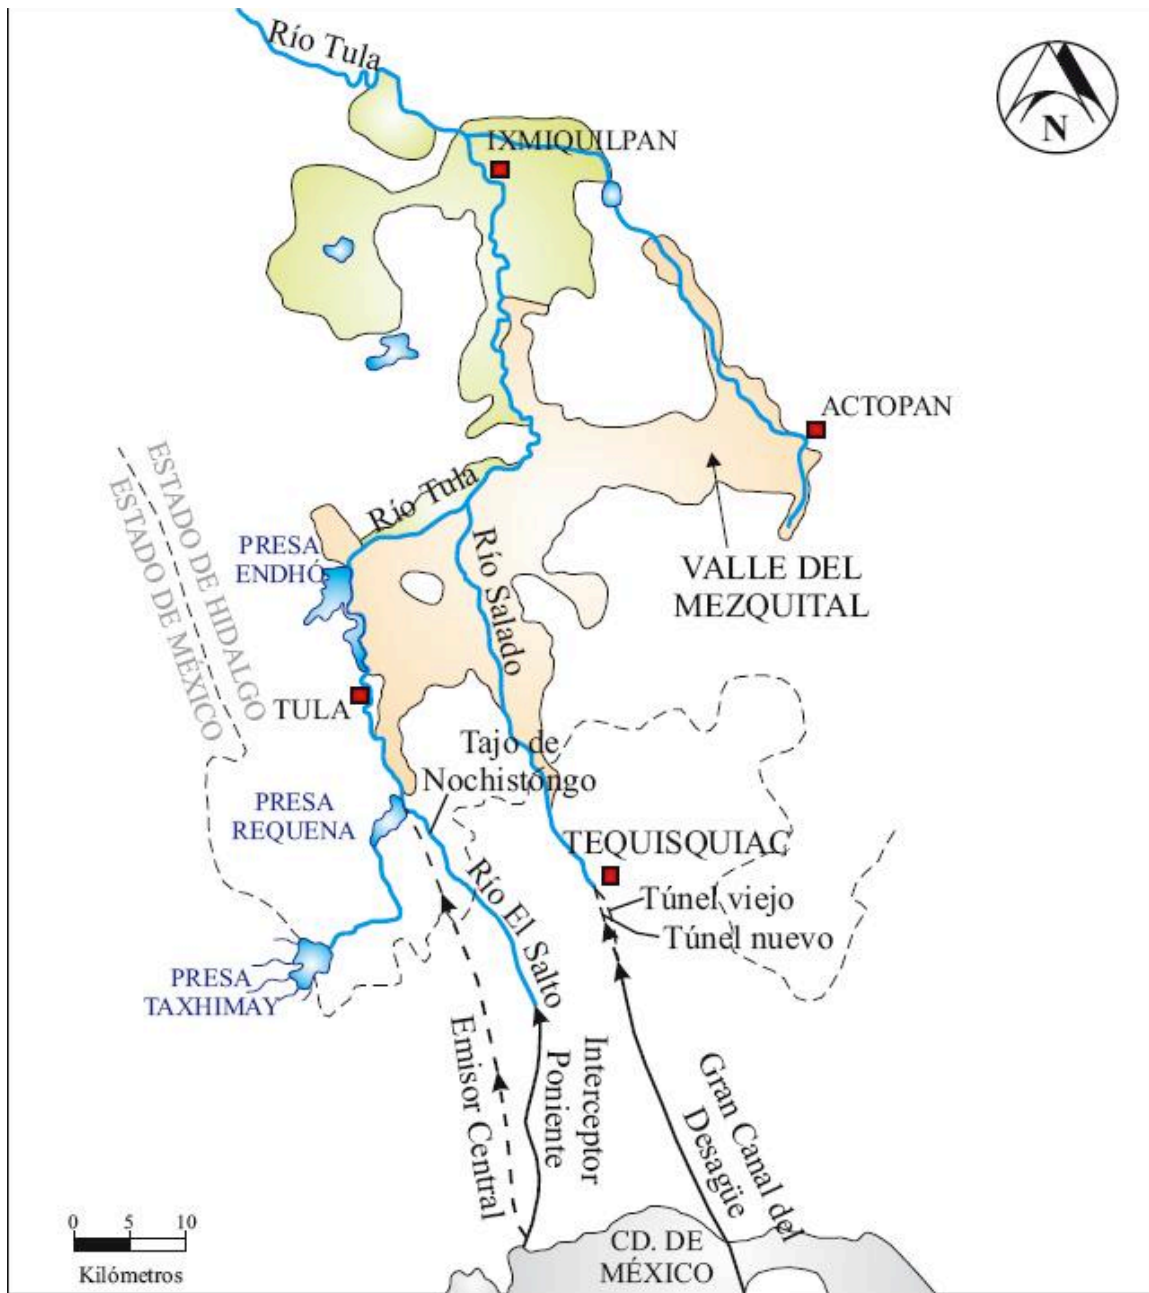 Río Tula
N
IXMIQUILPAN
ACTOPAN
ESTADO DE HIDALGO
ESTADO DE MÉXICO
Río Tula
PRESA
ENDHÓ
Río Salado
VALLE DEL
MEZQUITAL
TULA
Tajo de
Nochistongo
PRESA
REQUENA
TEQUISQUIAC
Túnel viejo
Túnel nuevo
Río El Salto
PRESA
TAXHIMAY
Emisor Central
Interceptor
Poniente
Gran Canal del
Desagüe
CD. DE
MÉXICO
0 5 10
Kilómetros